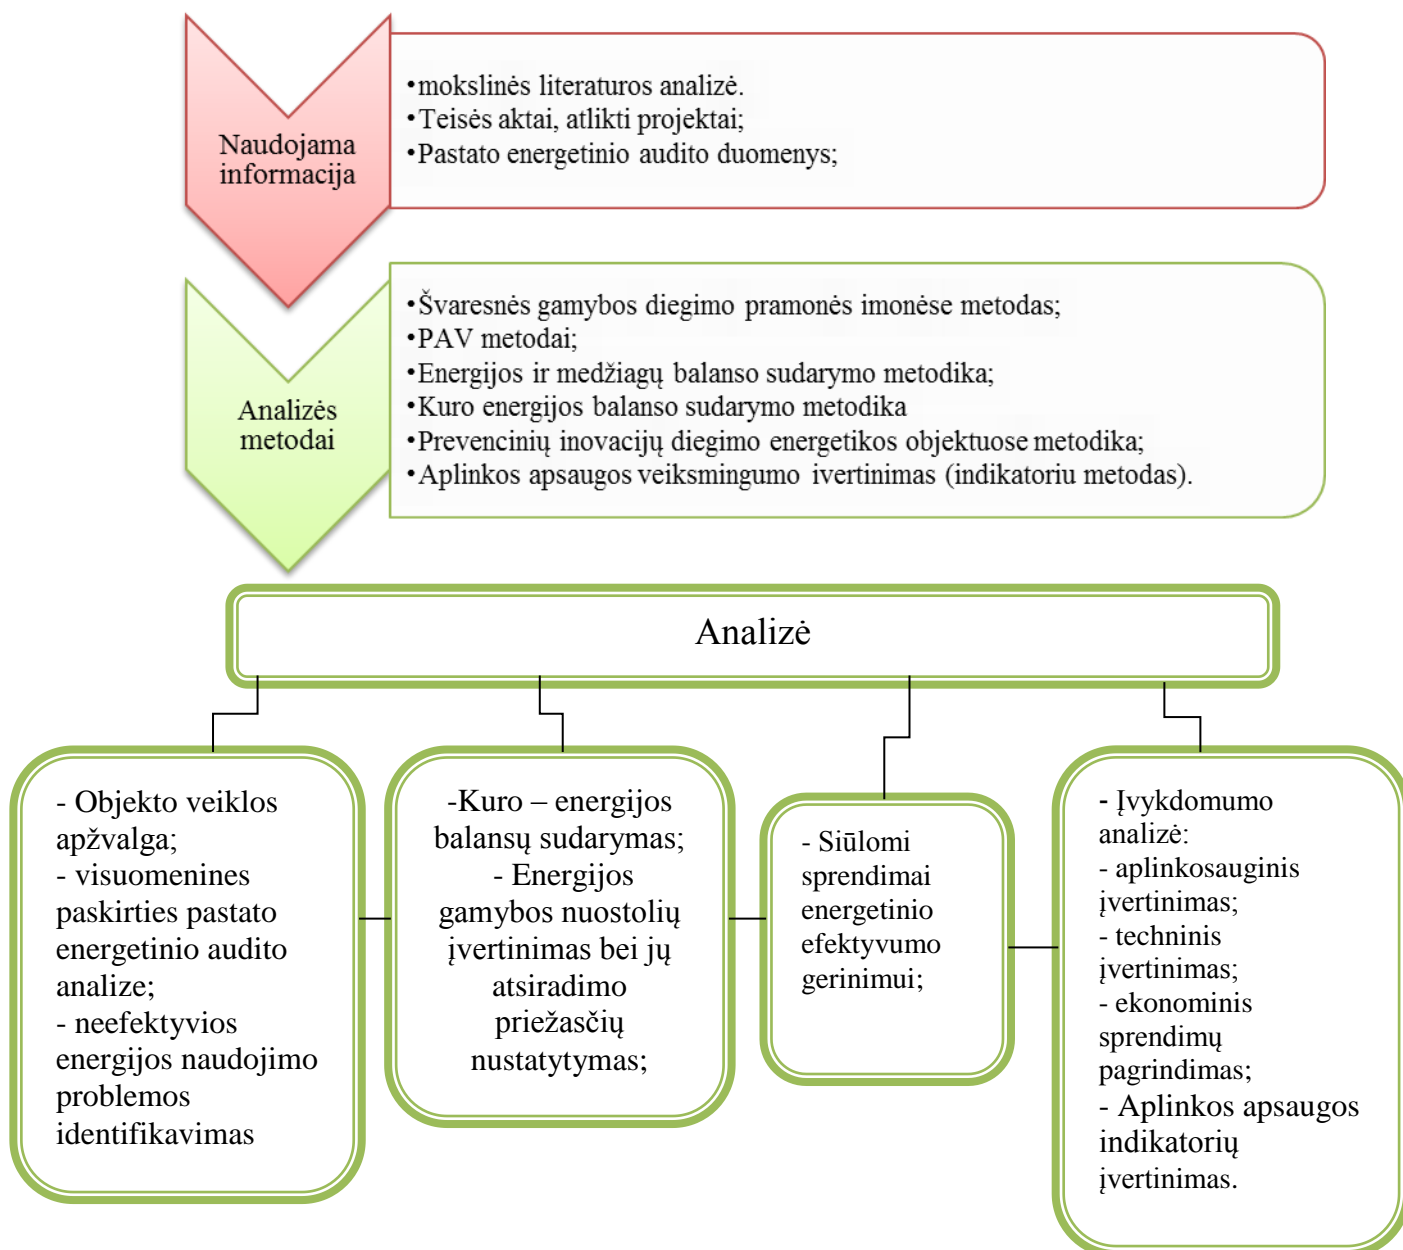 Naudojama
informacija
•mokslinės literaturos analizė.
•Teisės aktai, atlikti projektai;
•Pastato energetinio audito duomenys;
Analizės
metodai
•Švaresnės gamybos diegimo pramonės imonėse metodas;
•PAV metodai;
•Energijos ir medžiagų balanso sudarymo metodika;
•Kuro energijos balanso sudarymo metodika
•Prevencinių inovacijų diegimo energetikos objektuose metodika;
•Aplinkos apsaugos veiksmingumo ivertinimas (indikatoriu metodas).
Analizė
- Objekto veiklos
apžvalga;
- visuomenines
paskirties pastato
energetinio audito
analize;
- neefektyvios
energijos naudojimo
problemos
identifikavimas
-Kuro – energijos
balansų sudarymas;
- Energijos
gamybos nuostolių
įvertinimas bei jų
atsiradimo
priežasčių
nustatytymas;
- Siūlomi
sprendimai
energetinio
efektyvumo
gerinimui;
- Įvykdomumo
analizė:
- aplinkosauginis
įvertinimas;
- techninis
įvertinimas;
- ekonominis
sprendimų
pagrindimas;
- Aplinkos apsaugos
indikatorių
įvertinimas.